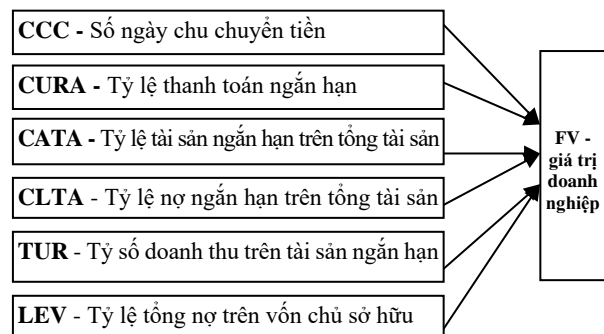 CCC - Số ngày chu chuyển tiền
CURA - Tỷ lệ thanh toán ngắn hạn
CATA - Tỷ lệ tài sản ngắn hạn trên tổng tài sản
CLTA - Tỷ lệ nợ ngắn hạn trên tổng tài sản
TUR - Tỷ số doanh thu trên tài sản ngắn hạn
LEV - Tỷ lệ tổng nợ trên vốn chủ sở hữu
FV -
giá trị
doanh
nghiệp